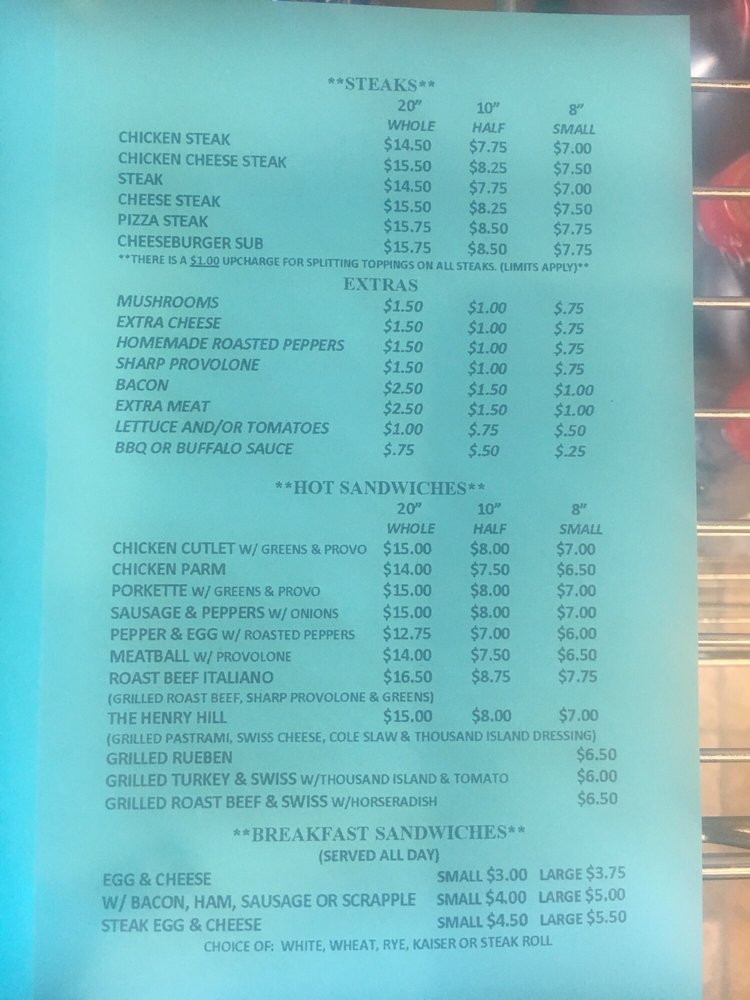 **STEAKS**
20" 10" 8"
WHOLE HALF SMALL
CHICKEN STEAK $14.50 $7.75 $7.00
CHICKEN CHEESE STEAK $15.50 $8.25 $7.50
STEAK $14.50 $7.75 $7.00
CHEESE STEAK $15.50 $8.25 $7.50
PIZZA STEAK $15.75 $8.50 $7.75
CHEESEBURGER SUB $15.75 $8.50 $7.75
**THERE IS A $1.00 UPCHARGE FOR SPLITTING TOPPINGS ON ALL STEAKS. (LIMITS APPLY)**
EXTRAS
MUSHROOMS $1.50 $1.00 $.75
EXTRA CHEESE $1.50 $1.00 $.75
HOMEMADE ROASTED PEPPERS $1.50 $1.00 $.75
SHARP PROVOLONE $1.50 $1.00 $.75
BACON $2.50 $1.50 $1.00
EXTRA MEAT $2.50 $1.50 $1.00
LETTUCE AND/OR TOMATOES $1.00 $.75 $.50
BBQ OR BUFFALO SAUCE $.75 $.50 $.25
**HOT SANDWICHES**
20" 10" 8"
WHOLE HALF SMALL
CHICKEN CUTLET W/ GREENS & PROVO $15.00 $8.00 $7.00
CHICKEN PARM $14.00 $7.50 $6.50
PORKETTE W/ GREENS & PROVO $15.00 $8.00 $7.00
SAUSAGE & PEPPERS W/ ONIONS $15.00 $8.00 $7.00
PEPPER & EGG W/ ROASTED PEPPERS $12.75 $7.00 $6.00
MEATBALL W/ PROVOLONE $14.00 $7.50 $6.50
ROAST BEEF ITALIANO $16.50 $8.75 $7.75
(GRILLED ROAST BEEF, SHARP PROVOLONE & GREENS)
THE HENRY HILL $15.00 $8.00 $7.00
(GRILLED PASTRAMI, SWISS CHEESE, COLE SLAW & THOUSAND ISLAND DRESSING)
GRILLED RUEBEN $6.50
GRILLED TURKEY & SWISS W/THOUSAND ISLAND & TOMATO $6.00
GRILLED ROAST BEEF & SWISS W/HORSERADISH $6.50
**BREAKFAST SANDWICHES**
(SERVED ALL DAY)
EGG & CHEESE SMALL $3.00 LARGE $3.75
W/ BACON, HAM, SAUSAGE OR SCRAPPLE SMALL $4.00 LARGE $5.00
STEAK EGG & CHEESE SMALL $4.50 LARGE $5.50
CHOICE OF: WHITE, WHEAT, RYE, KAISER OR STEAK ROLL